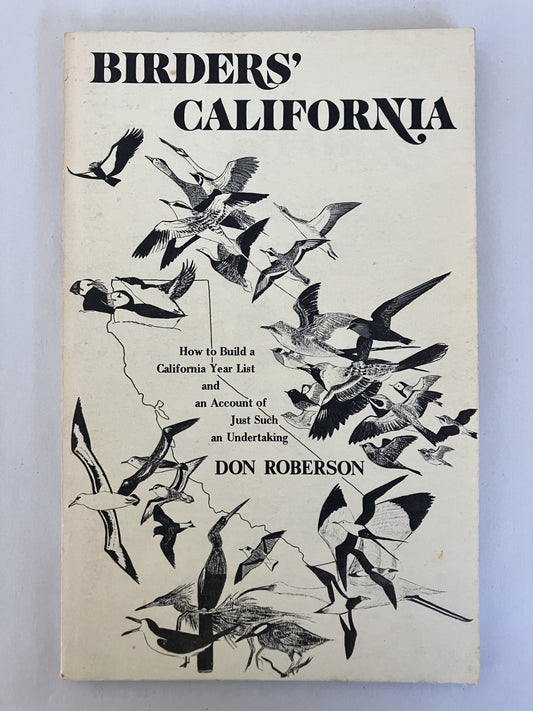 BIRDERS'
CALIFORNIA
How to Build a
California Year List
and
an Account of
Just Such
an Undertaking
DON ROBERSON